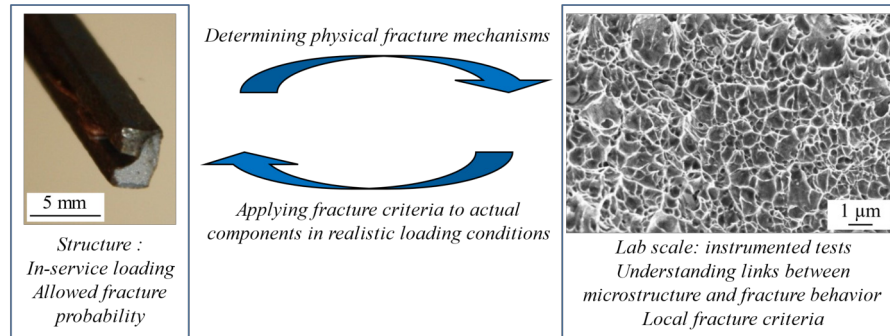 5 mm
Structure :
In-service loading
Allowed fracture
probability
Determining physical fracture mechanisms
Applying fracture criteria to actual
components in realistic loading conditions
1 µm
Lab scale: instrumented tests
Understanding links between
microstructure and fracture behavior
Local fracture criteria